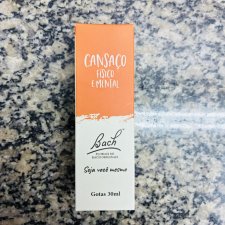 CANSAÇO
FÍSICO
E MENTAL
Bach
Seja você mesmo
Gotas 30ml